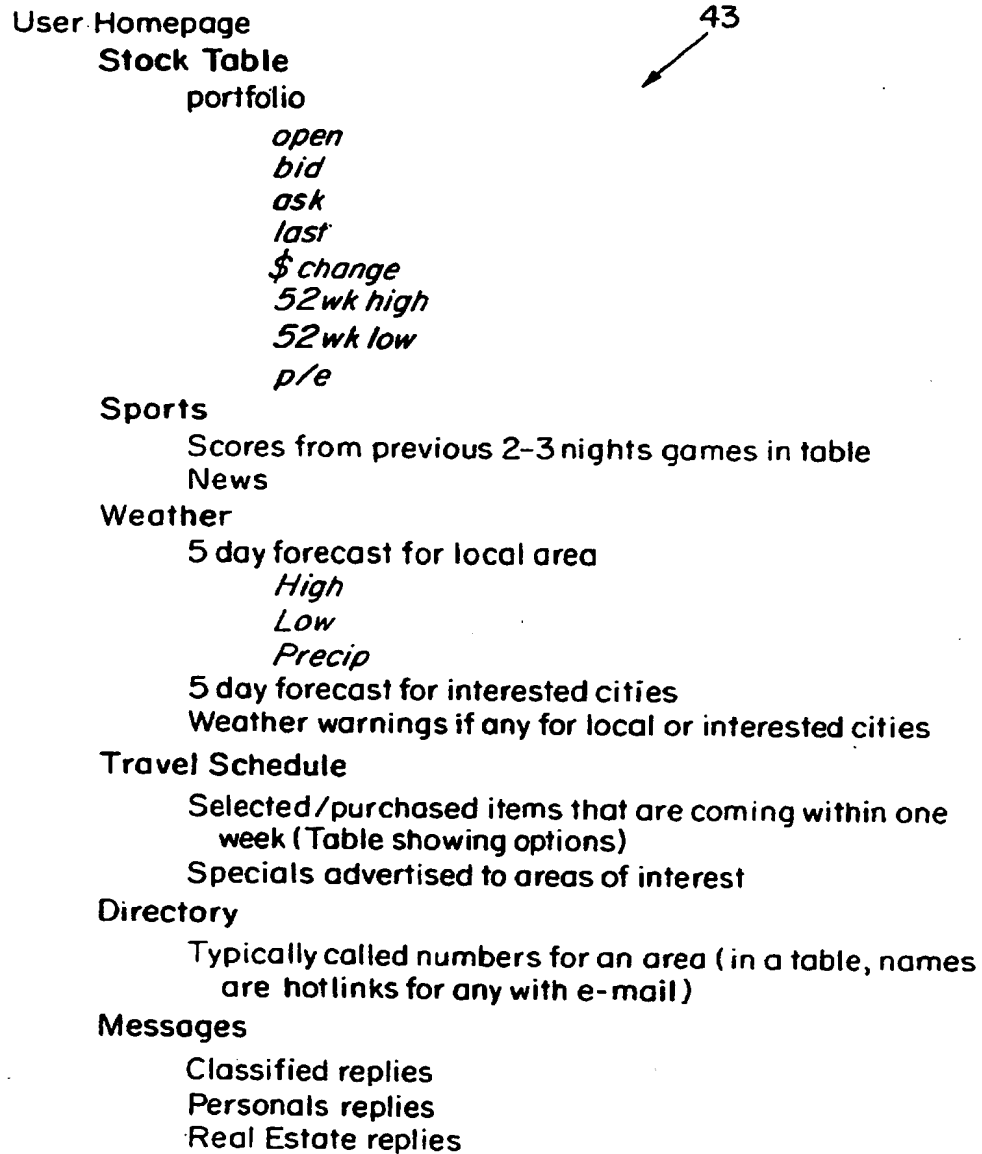 User Homepage
43
Stock Table
portfolio
open
bid
ask
last
$ change
52wk high
52wk low
p/e
Sports
Scores from previous 2-3 nights games in table
News
Weather
5 day forecast for local area
High
Low
Precip
5 day forecast for interested cities
Weather warnings if any for local or interested cities
Travel Schedule
Selected/purchased items that are coming within one
week (Table showing options)
Specials advertised to areas of interest
Directory
Typically called numbers for an area (in a table, names
are hotlinks for any with e-mail)
Messages
Classified replies
Personals replies
Real Estate replies